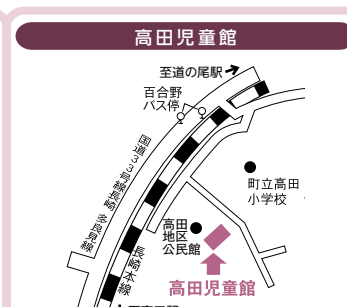 高田児童館
至道の尾駅
百合野
バス停
国道33号線長崎 多良見線
町立高田
小学校
高田
地区
公民館
長崎本線
高田児童館